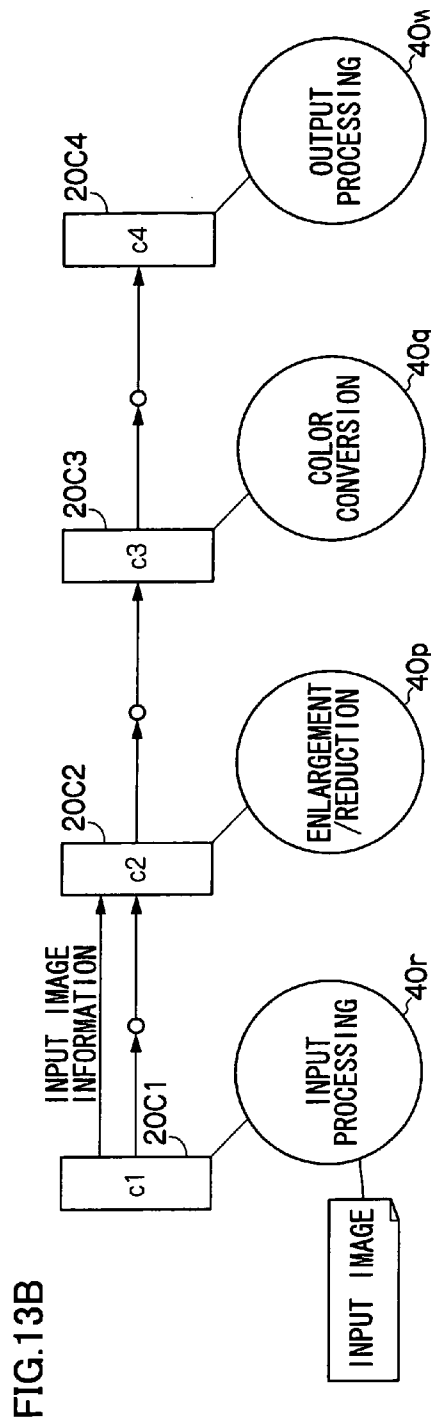 FIG.13B
INPUT IMAGE
INPUT
PROCESSING
40r
c1
20C1
INPUT IMAGE
INFORMATION
c2
20C2
ENLARGEMENT
/REDUCTION
40p
c3
20C3
COLOR
CONVERSION
40q
c4
20C4
OUTPUT
PROCESSING
40w